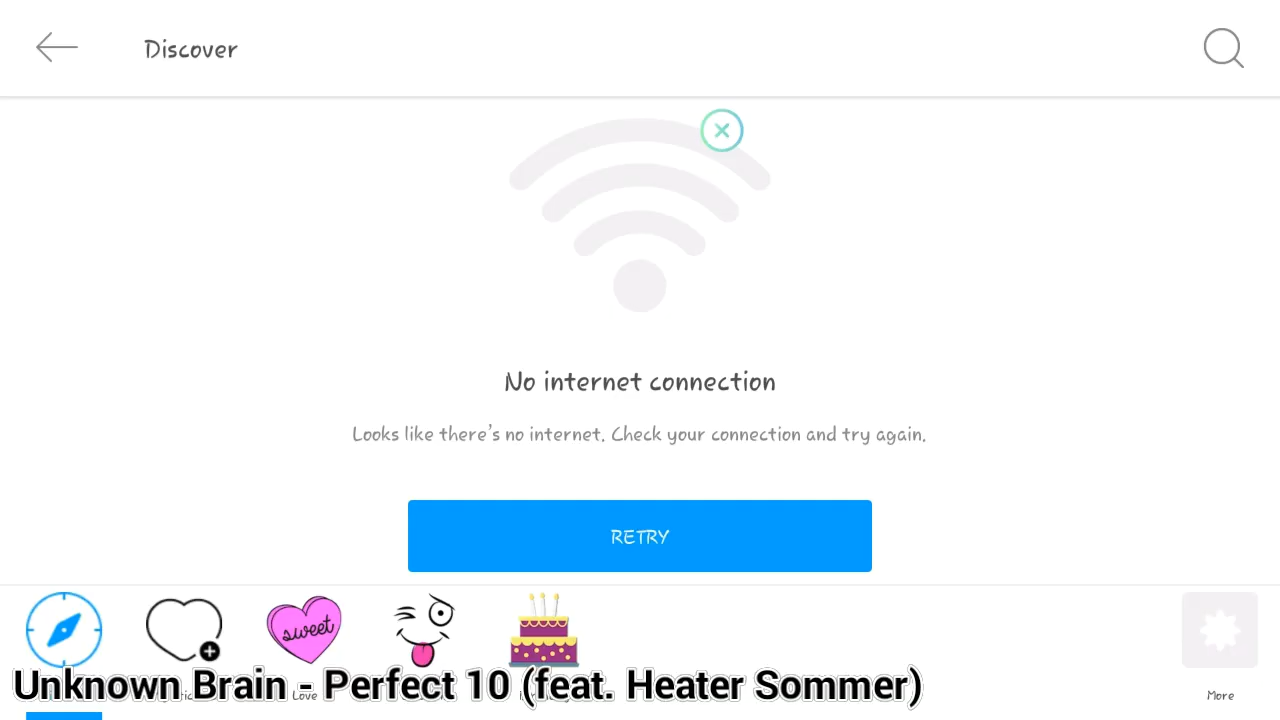 Discover
No internet connection
Looks like there's no internet. Check your connection and try again.
RETRY
sweet
Love
More
Unknown Brain - Perfect 10 (feat. Heater Sommer)